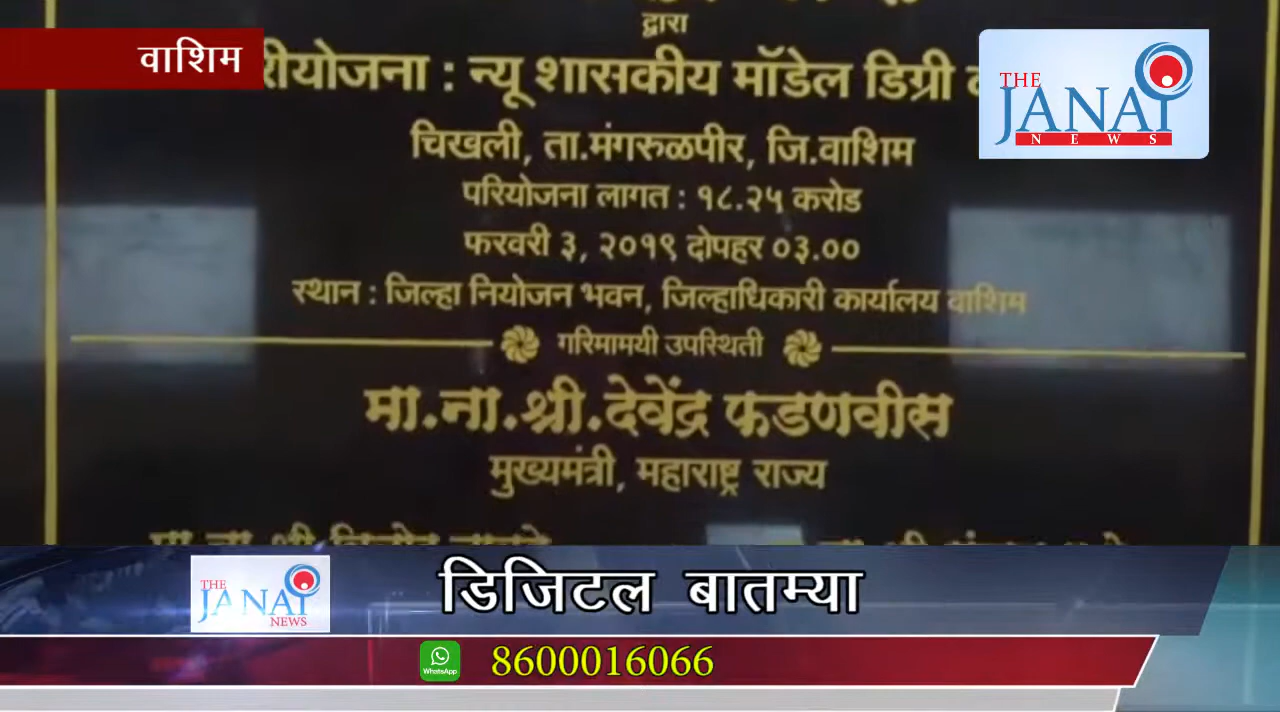 द्वारा
वाशिम
रीयोजना : न्यू शासकीय मॉडेल डिग्री
THE
JANAI
NEWS
चिखली, ता.मंगरुळपीर, जि.वाशिम
परियोजना लागत : १८.२५ करोड
फरवरी ३, २०१९ दोपहर ०३.००
स्थान : जिल्हा नियोजन भवन, जिल्हाधिकारी कार्यालय वाशिम
गरिमामयी उपस्थिती
मा.ना.श्री.देवेंद्र फडणवीस
मुख्यमंत्री, महाराष्ट्र राज्य
THE
JANAI
NEWS
डिजिटल बातम्या
WhatsApp
8600016066